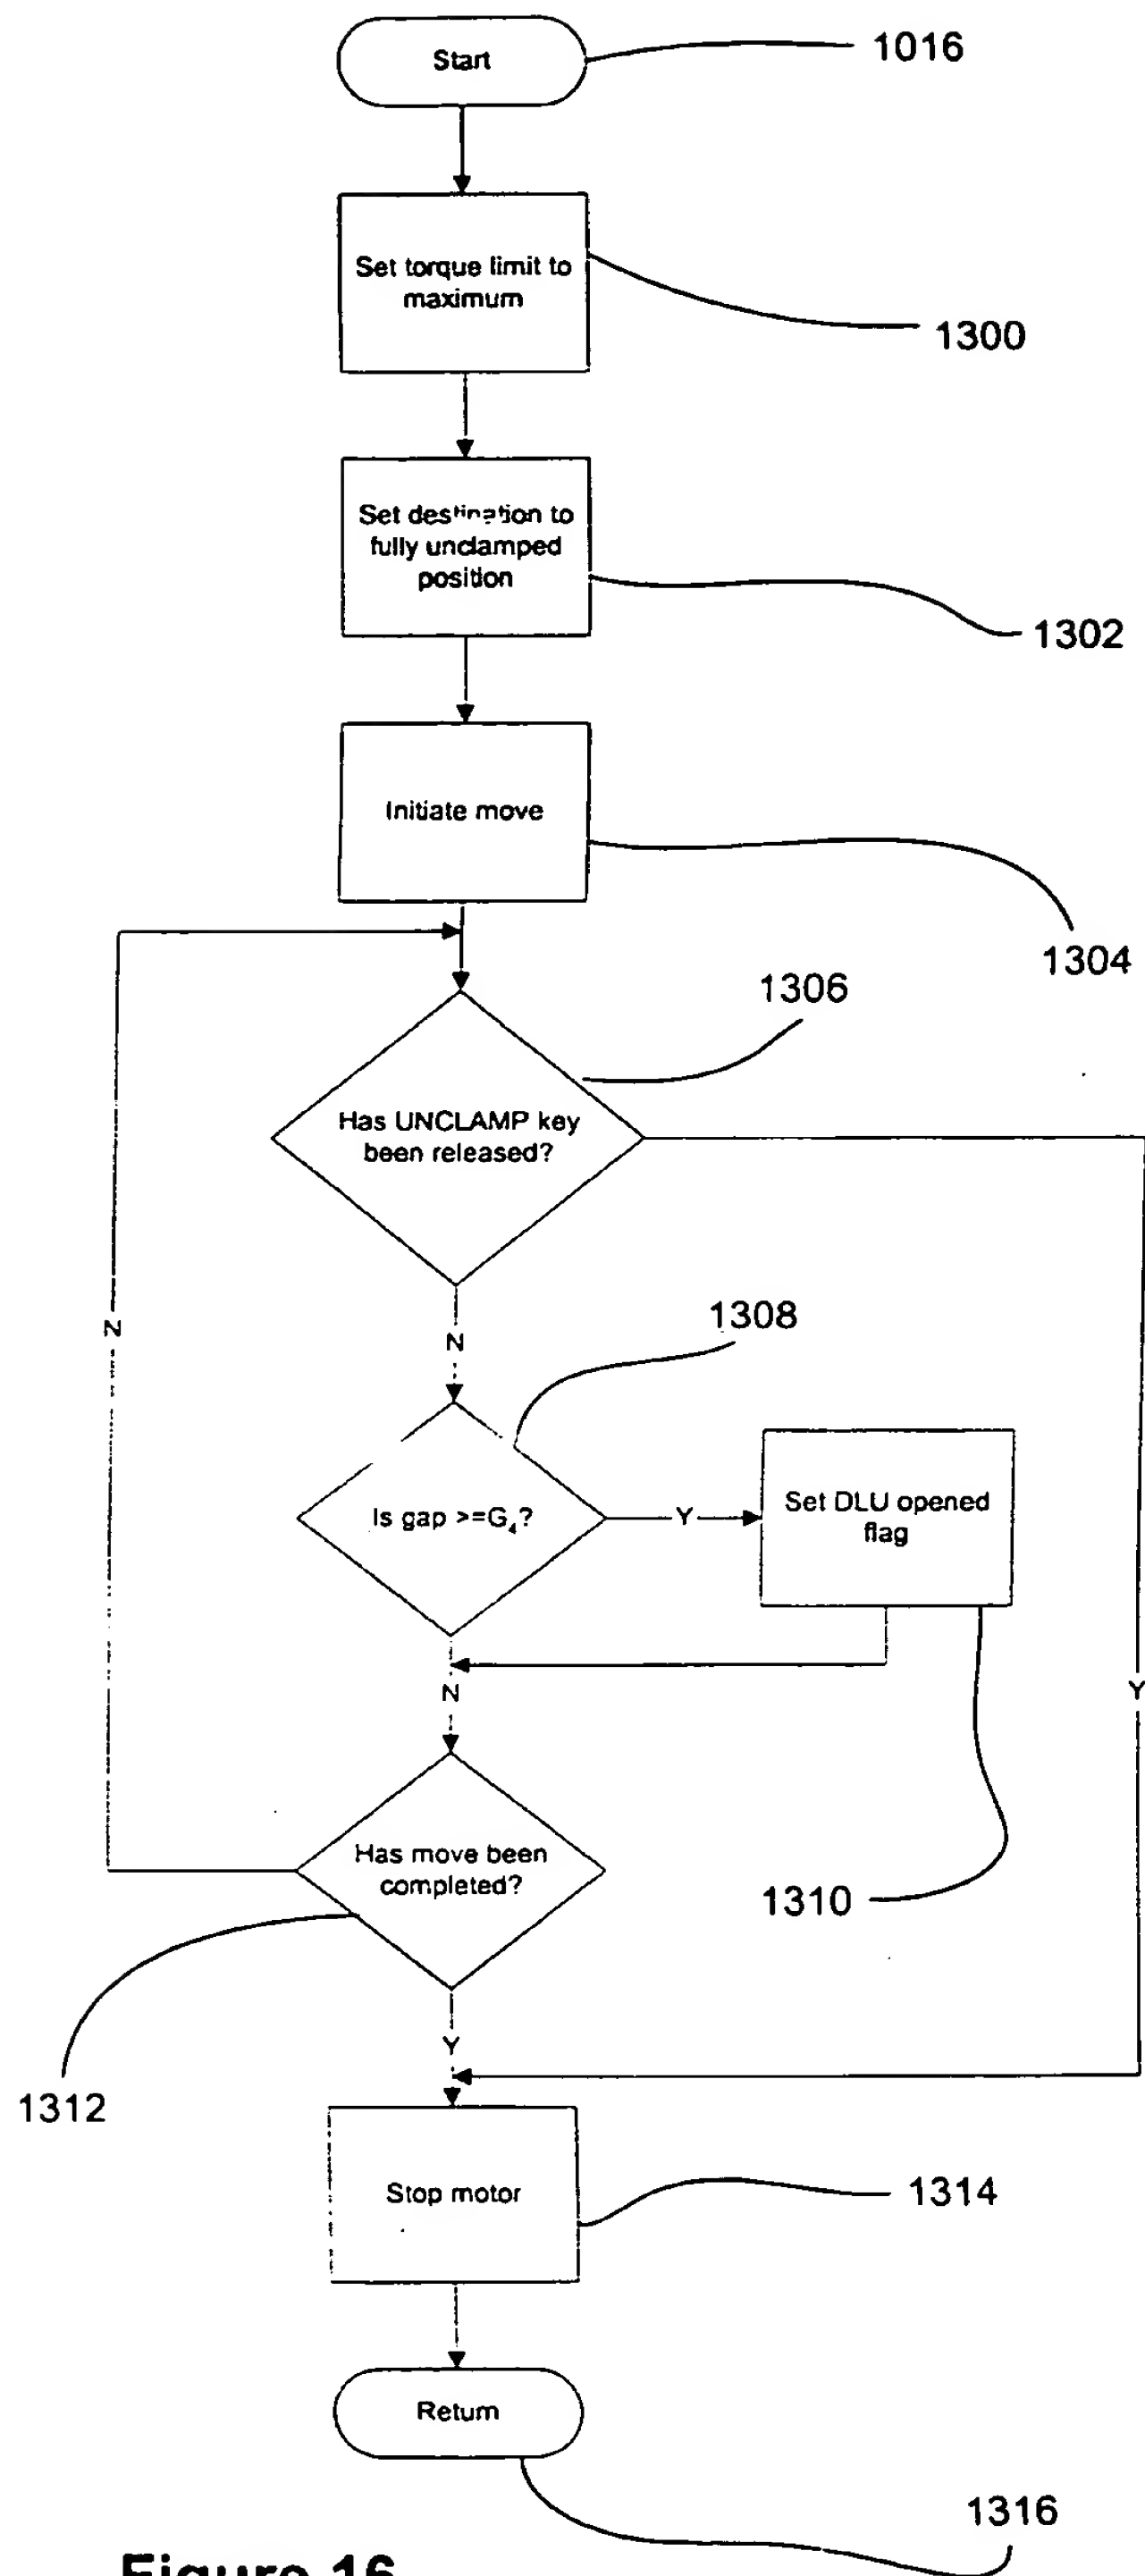 Start
1016
Set torque limit to
maximum
1300
Set destination to
fully unclamped
position
1302
Initiate move
1304
1306
Has UNCLAMP key
been released?
N
N
1308
Is gap >=G₄?
Y
Set DLU opened
flag
N
Y
Has move been
completed?
1310
Y
1312
Stop motor
1314
Return
1316
Figure 16